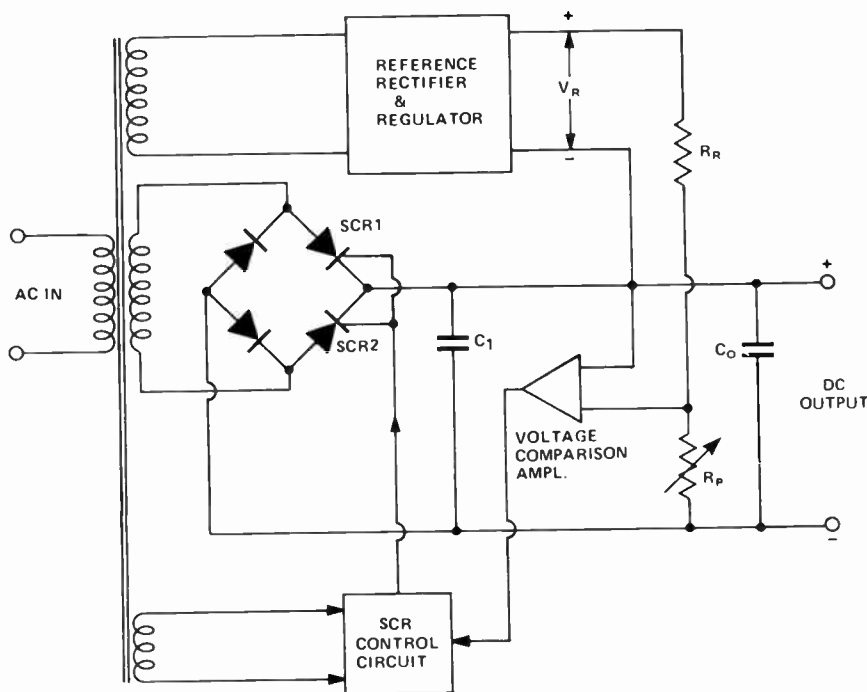 +
REFERENCE
RECTIFIER
&
REGULATOR
V_R
−
R_R
SCR1
AC IN
+
SCR2
C_1
C_O
DC
OUTPUT
VOLTAGE
COMPARISON
AMPL.
R_P
−
SCR
CONTROL
CIRCUIT